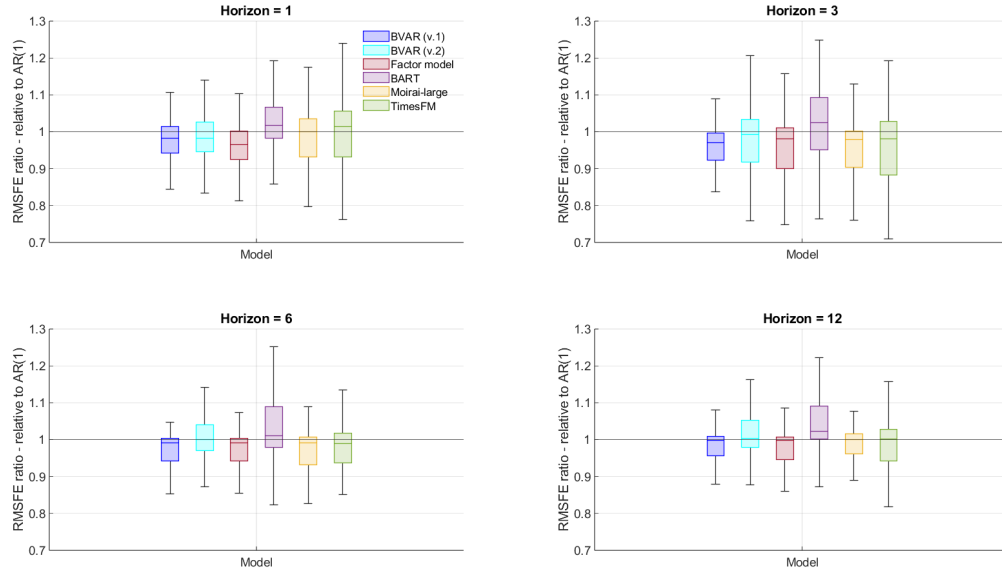 Horizon = 1
RMSFE ratio - relative to AR(1)
1.3
1.2
1.1
1
0.9
0.8
0.7
BVAR (v.1)
BVAR (v.2)
Factor model
BART
Moirai-large
TimesFM
Model
Horizon = 3
RMSFE ratio - relative to AR(1)
1.3
1.2
1.1
1
0.9
0.8
0.7
Model
Horizon = 6
RMSFE ratio - relative to AR(1)
1.3
1.2
1.1
1
0.9
0.8
0.7
Model
Horizon = 12
RMSFE ratio - relative to AR(1)
1.3
1.2
1.1
1
0.9
0.8
0.7
Model